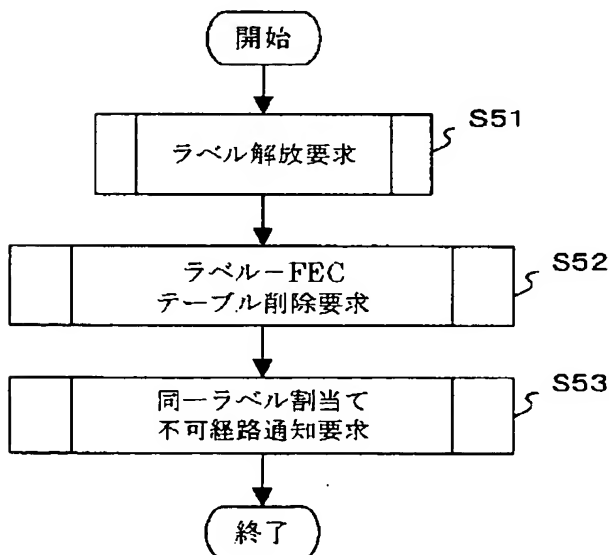 開始
ラベル解放要求
S51
ラベル－FEC
テーブル削除要求
S52
同一ラベル割当て
不可経路通知要求
S53
終了